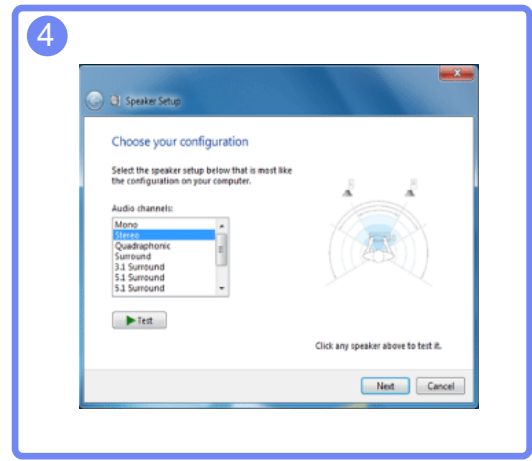 4
Speaker Setup
Choose your configuration
Select the speaker setup below that is most like
the configuration on your computer.
Audio channels:
Mono
Stereo
Quadraphonic
Surround
3.1 Surround
5.1 Surround
5.1 Surround
Test
Click any speaker above to test it.
Next
Cancel